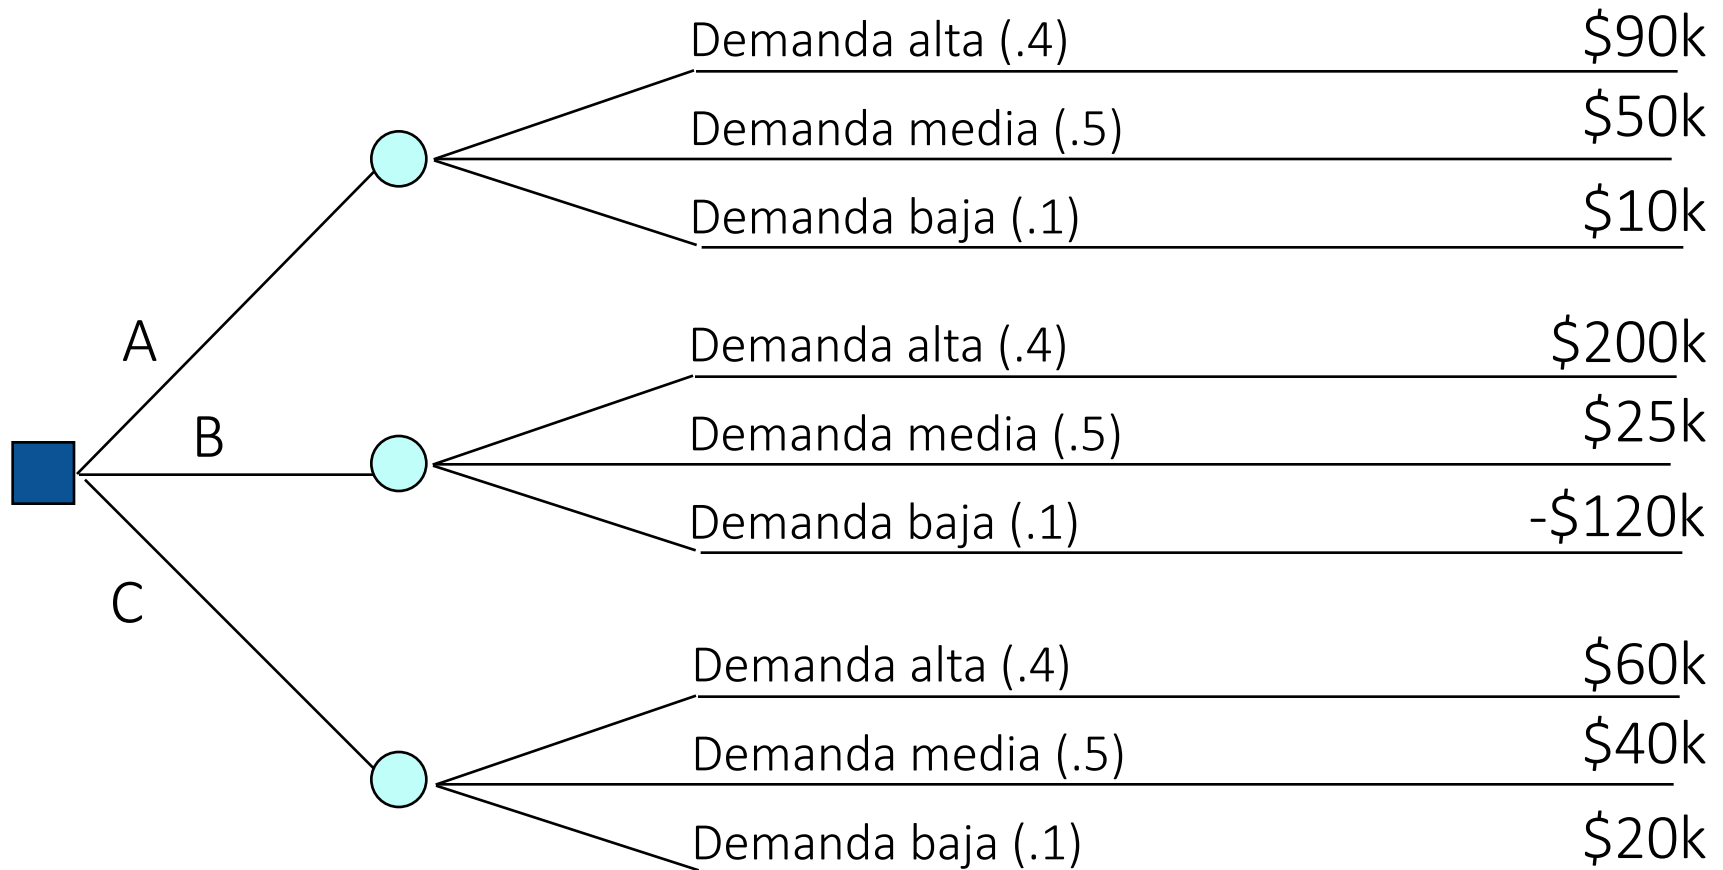 Demanda alta (.4) $90k
Demanda media (.5) $50k
Demanda baja (.1) $10k
A
Demanda alta (.4) $200k
B
Demanda media (.5) $25k
Demanda baja (.1) -$120k
C
Demanda alta (.4) $60k
Demanda media (.5) $40k
Demanda baja (.1) $20k